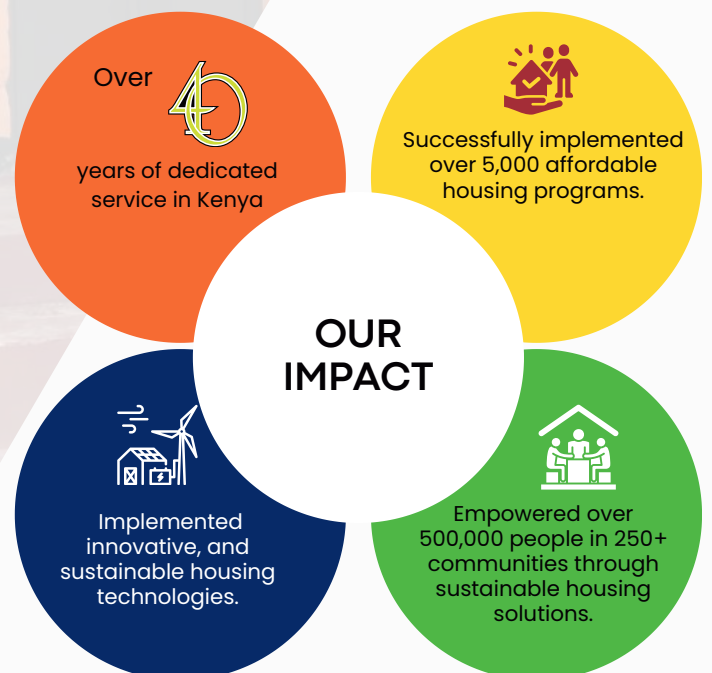 Over 40
years of dedicated
service in Kenya
Successfully implemented
over 5,000 affordable
housing programs.
OUR
IMPACT
Implemented
innovative, and
sustainable housing
technologies.
Empowered over
500,000 people in 250+
communities through
sustainable housing
solutions.